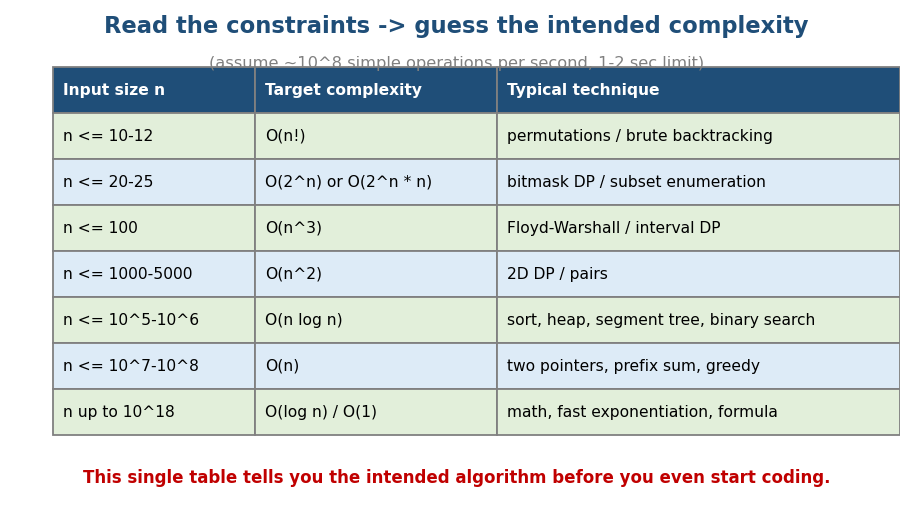 Read the constraints -> guess the intended complexity
(assume ~10^8 simple operations per second, 1-2 sec limit)
Input size n Target complexity Typical technique
n <= 10-12 O(n!) permutations / brute backtracking
n <= 20-25 O(2^n) or O(2^n * n) bitmask DP / subset enumeration
n <= 100 O(n^3) Floyd-Warshall / interval DP
n <= 1000-5000 O(n^2) 2D DP / pairs
n <= 10^5-10^6 O(n log n) sort, heap, segment tree, binary search
n <= 10^7-10^8 O(n) two pointers, prefix sum, greedy
n up to 10^18 O(log n) / O(1) math, fast exponentiation, formula
This single table tells you the intended algorithm before you even start coding.